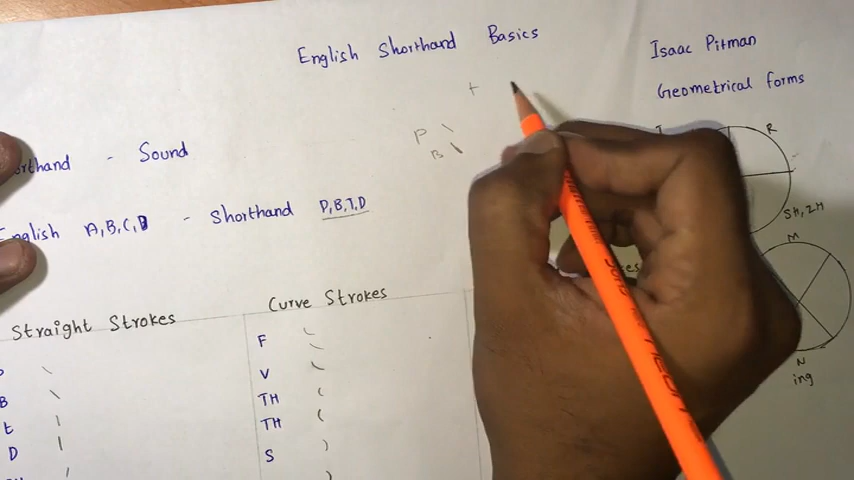 English Shorthand Basics
Isaac Pitman
Geometrical forms
t
P
B
R
SH, ZH
M
N
ing
orthand - Sound
English A,B,C,D - Shorthand P,B,T,D
Straight Strokes
Curve Strokes
B
t
D
F
V
TH
TH
S